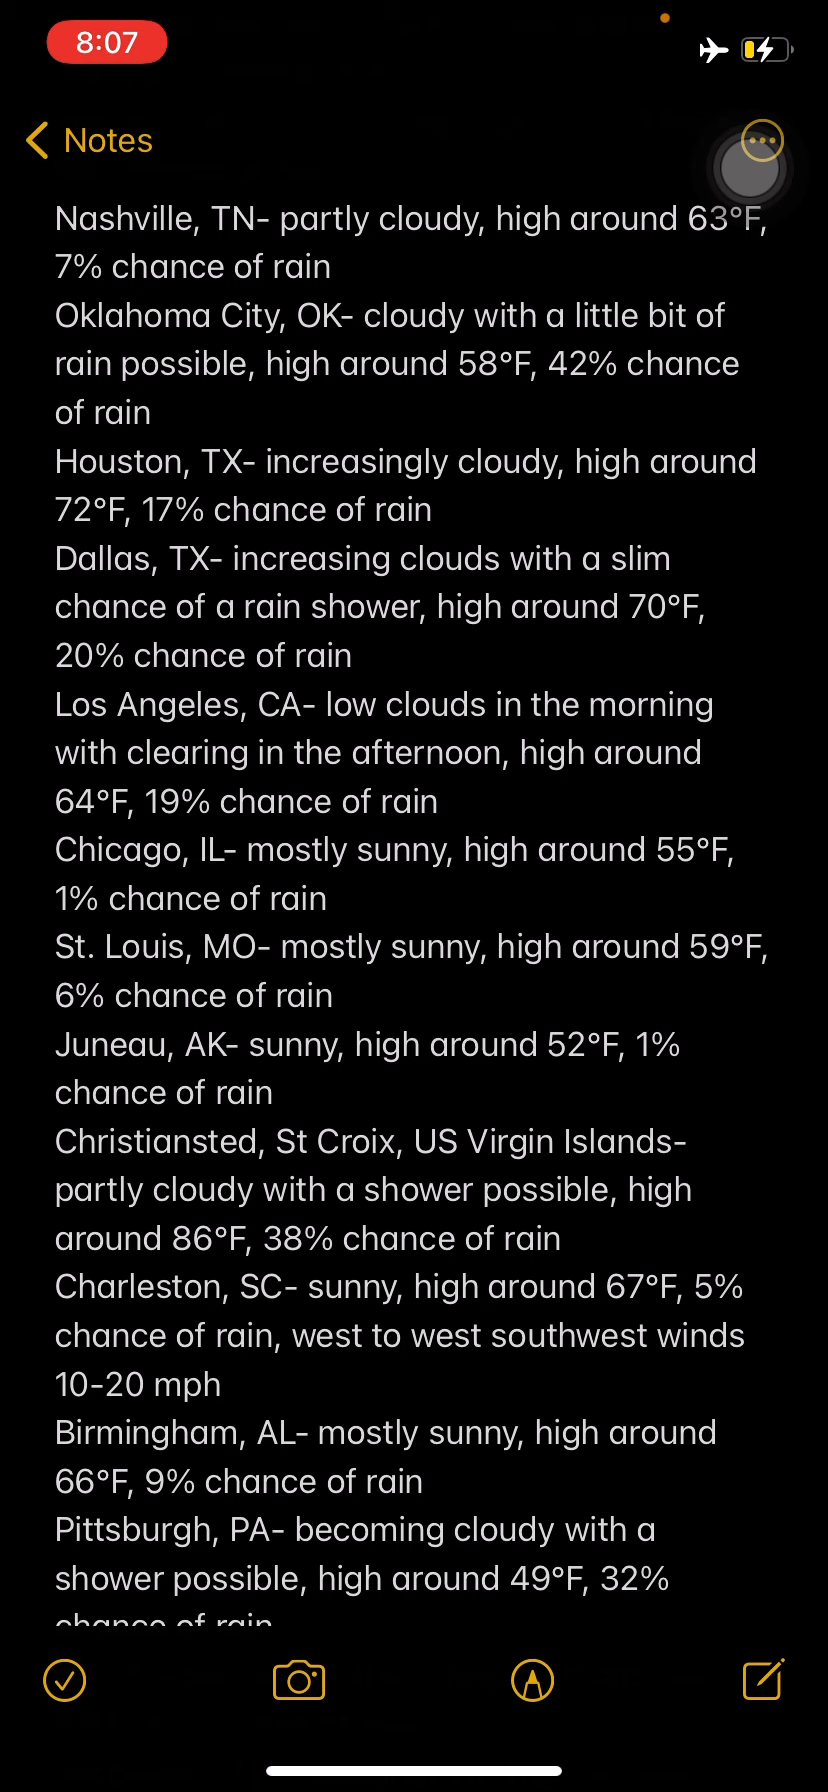 8:07
Notes
Nashville, TN- partly cloudy, high around 63°F,
7% chance of rain
Oklahoma City, OK- cloudy with a little bit of
rain possible, high around 58°F, 42% chance
of rain
Houston, TX- increasingly cloudy, high around
72°F, 17% chance of rain
Dallas, TX- increasing clouds with a slim
chance of a rain shower, high around 70°F,
20% chance of rain
Los Angeles, CA- low clouds in the morning
with clearing in the afternoon, high around
64°F, 19% chance of rain
Chicago, IL- mostly sunny, high around 55°F,
1% chance of rain
St. Louis, MO- mostly sunny, high around 59°F,
6% chance of rain
Juneau, AK- sunny, high around 52°F, 1%
chance of rain
Christiansted, St Croix, US Virgin Islands-
partly cloudy with a shower possible, high
around 86°F, 38% chance of rain
Charleston, SC- sunny, high around 67°F, 5%
chance of rain, west to west southwest winds
10-20 mph
Birmingham, AL- mostly sunny, high around
66°F, 9% chance of rain
Pittsburgh, PA- becoming cloudy with a
shower possible, high around 49°F, 32%
chance of rain